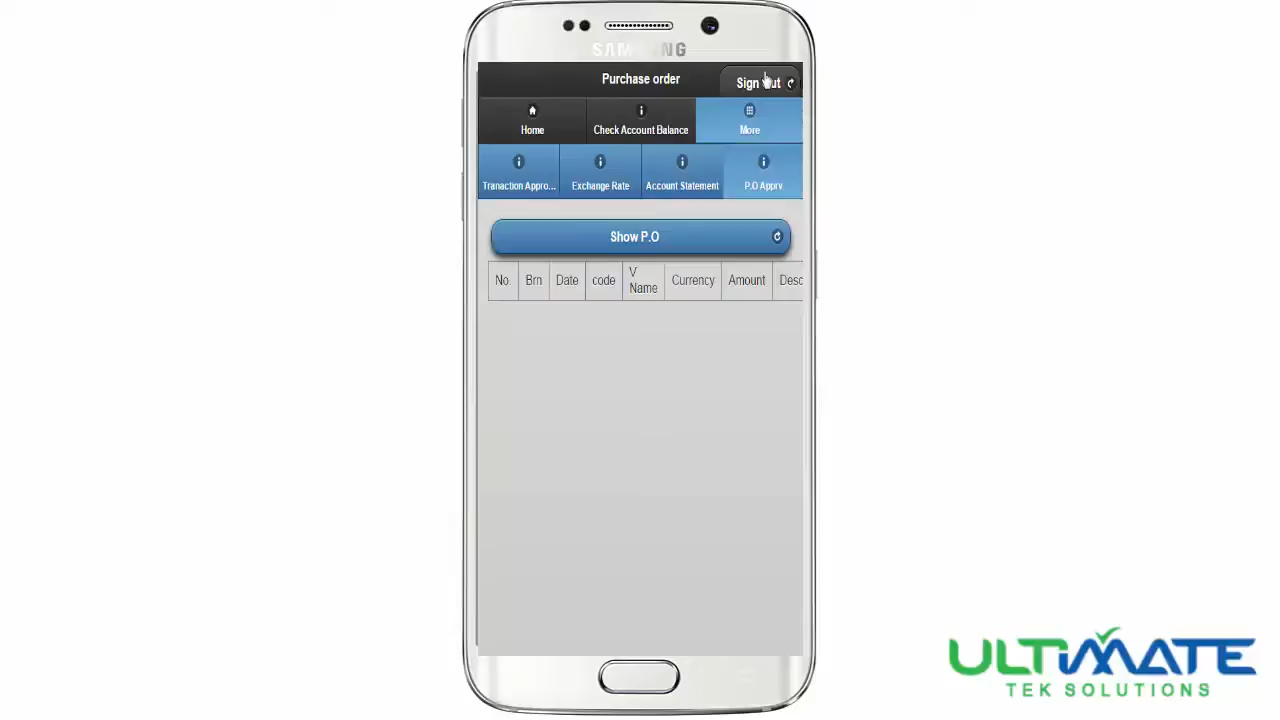 SAMSUNG
Purchase order
Sign Out
Home
Check Account Balance
More
Tranaction Appro...
Exchange Rate
Account Statement
P.O Apprv
Show P.O
No.
Brn
Date
code
V
Name
Currency
Amount
Desc
ULTIMATE
TEK SOLUTIONS